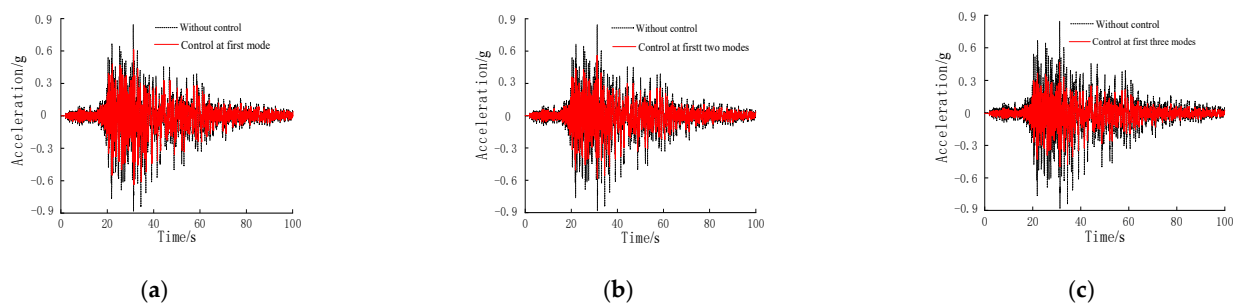 0.9
0.6
0.3
0
-0.3
-0.6
-0.9
Acceleration/g
Without control
Control at first mode
0 20 40 60 80 100
Time/s
(a)
0.9
0.6
0.3
0
-0.3
-0.6
-0.9
Acceleration/g
Without control
Control at firstt two modes
0 20 40 60 80 100
Time/s
(b)
0.9
0.6
0.3
0
-0.3
-0.6
-0.9
Acceleration/g
Without control
Control at first three modes
0 20 40 60 80 100
Time/s
(c)